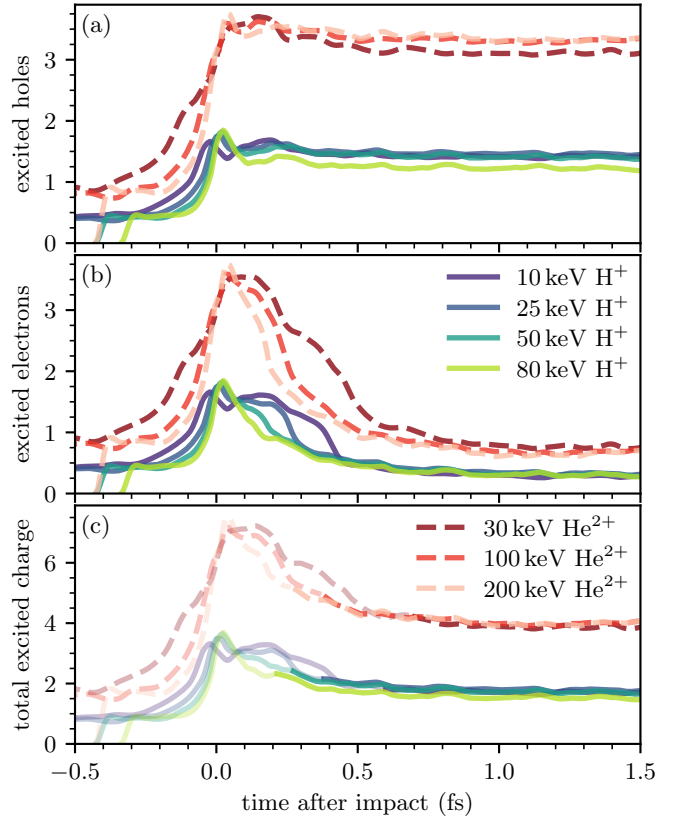 (a)
excited holes
3
2
1
0
(b)
excited electrons
3
2
1
0
10 keV H⁺
25 keV H⁺
50 keV H⁺
80 keV H⁺
(c)
total excited charge
6
4
2
0
30 keV He²⁺
100 keV He²⁺
200 keV He²⁺
−0.5 0.0 0.5 1.0 1.5
time after impact (fs)